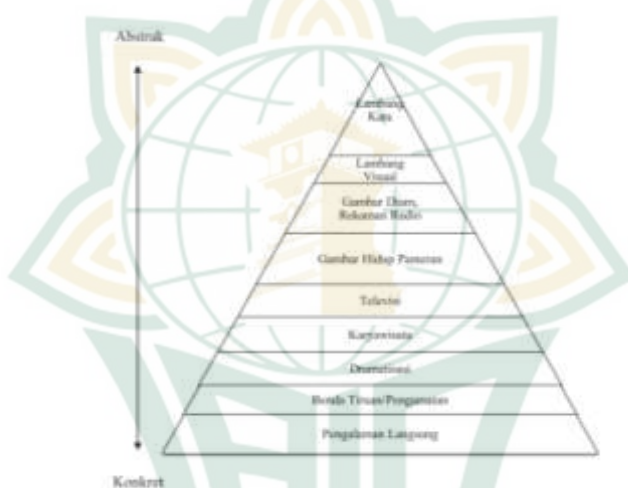 Abstrak
Lambang
Kata
Lambang
Visual
Gambar Diam,
Rekaman Radio
Gambar Hidup Pameran
Televisi
Karyawisata
Dramatisasi
Benda Tiruan/Pengamatan
Pengalaman Langsung
Konkret